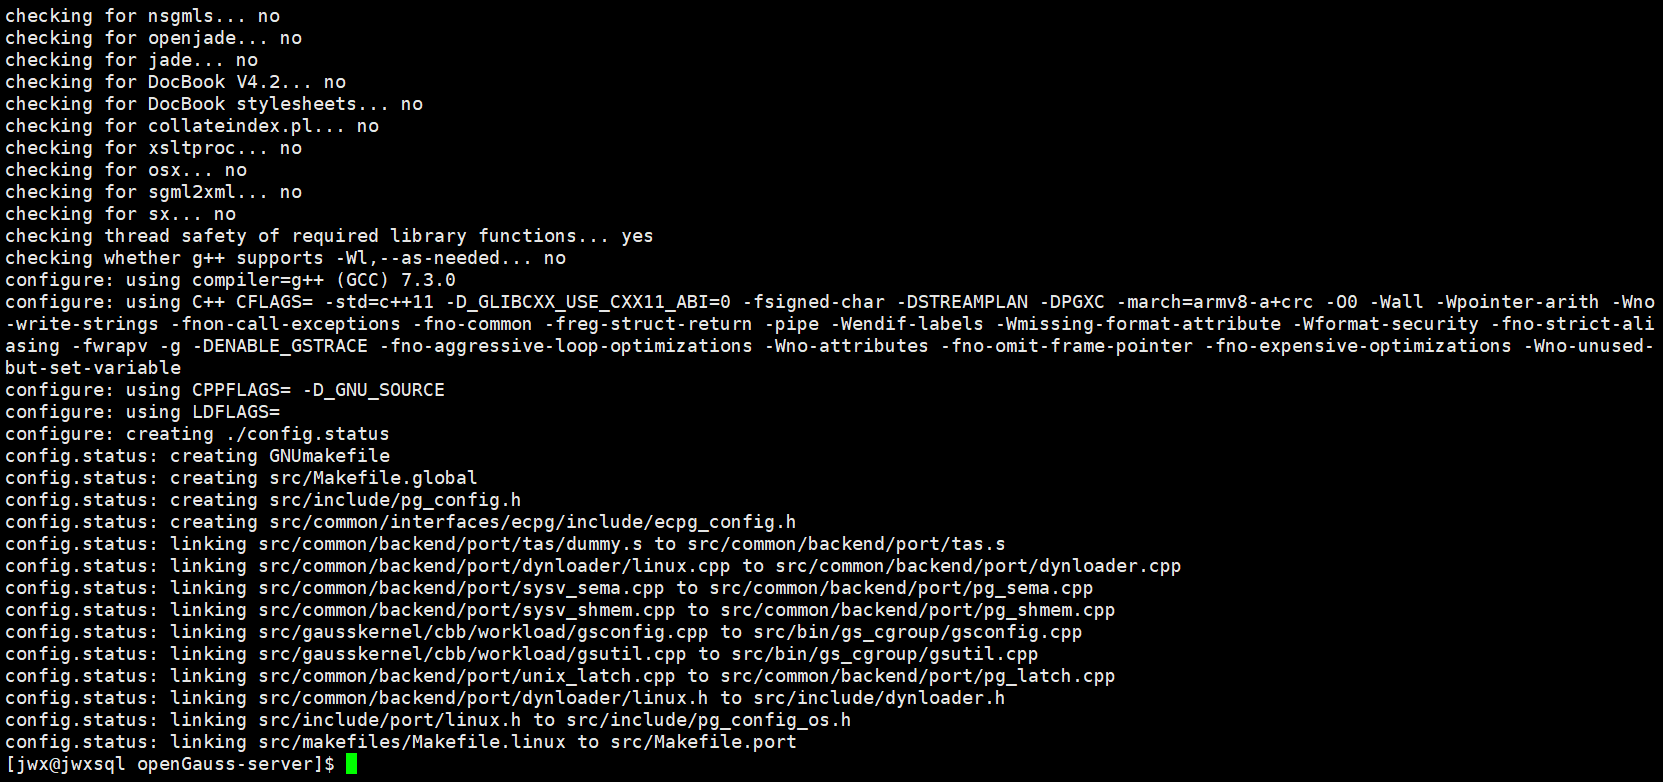 checking for nsgmls... no
checking for openjade... no
checking for jade... no
checking for DocBook V4.2... no
checking for DocBook stylesheets... no
checking for collateindex.pl... no
checking for xsltproc... no
checking for osx... no
checking for sgml2xml... no
checking for sx... no
checking thread safety of required library functions... yes
checking whether g++ supports -Wl,--as-needed... no
configure: using compiler=g++ (GCC) 7.3.0
configure: using C++ CFLAGS= -std=c++11 -D_GLIBCXX_USE_CXX11_ABI=0 -fsigned-char -DSTREAMPLAN -DPGXC -march=armv8-a+crc -O0 -Wall -Wpointer-arith -Wno
-write-strings -fnon-call-exceptions -fno-common -freg-struct-return -pipe -Wendif-labels -Wmissing-format-attribute -Wformat-security -fno-strict-ali
asing -fwrapv -g -DENABLE_GSTRACE -fno-aggressive-loop-optimizations -Wno-attributes -fno-omit-frame-pointer -fno-expensive-optimizations -Wno-unused-
but-set-variable
configure: using CPPFLAGS= -D_GNU_SOURCE
configure: using LDFLAGS=
configure: creating ./config.status
config.status: creating GNUmakefile
config.status: creating src/Makefile.global
config.status: creating src/include/pg_config.h
config.status: creating src/common/interfaces/ecpg/include/ecpg_config.h
config.status: linking src/common/backend/port/tas/dummy.s to src/common/backend/port/tas.s
config.status: linking src/common/backend/port/dynloader/linux.cpp to src/common/backend/port/dynloader.cpp
config.status: linking src/common/backend/port/sysv_sema.cpp to src/common/backend/port/pg_sema.cpp
config.status: linking src/common/backend/port/sysv_shmem.cpp to src/common/backend/port/pg_shmem.cpp
config.status: linking src/gausskernel/cbb/workload/gsconfig.cpp to src/bin/gs_cgroup/gsconfig.cpp
config.status: linking src/gausskernel/cbb/workload/gsutil.cpp to src/bin/gs_cgroup/gsutil.cpp
config.status: linking src/common/backend/port/unix_latch.cpp to src/common/backend/port/pg_latch.cpp
config.status: linking src/common/backend/port/dynloader/linux.h to src/include/dynloader.h
config.status: linking src/include/port/linux.h to src/include/pg_config_os.h
config.status: linking src/makefiles/Makefile.linux to src/Makefile.port
[jwx@jwxsql openGauss-server]$